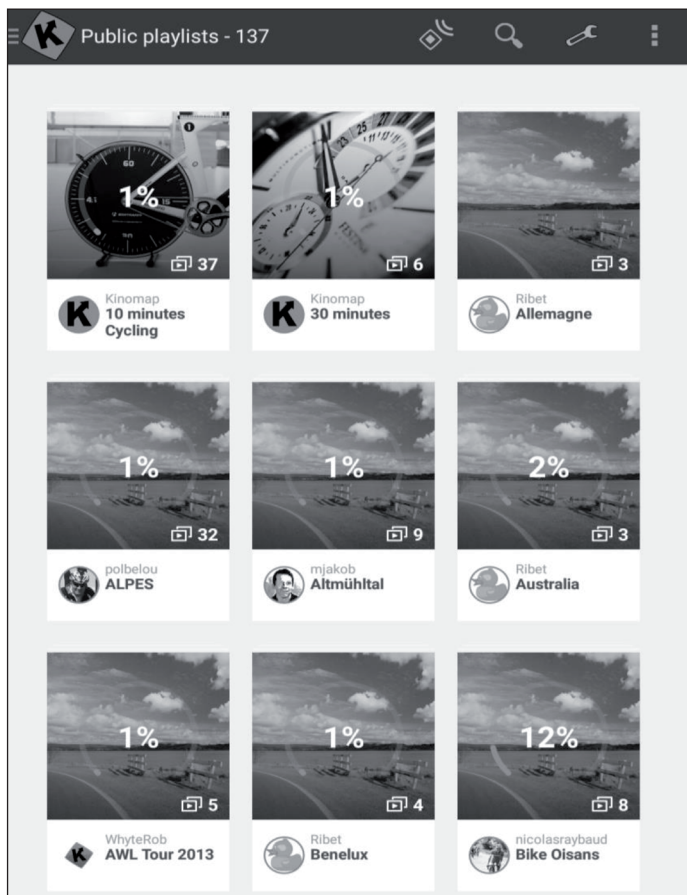 Public playlists - 137
1%
37
Kinomap
10 minutes
Cycling
1%
6
Kinomap
30 minutes
3
Ribet
Allemagne
1%
32
polbelou
ALPES
1%
9
mjakob
Altmühltal
2%
3
Ribet
Australia
1%
5
WhyteRob
AWL Tour 2013
1%
4
Ribet
Benelux
12%
8
nicolasraybaud
Bike Oisans